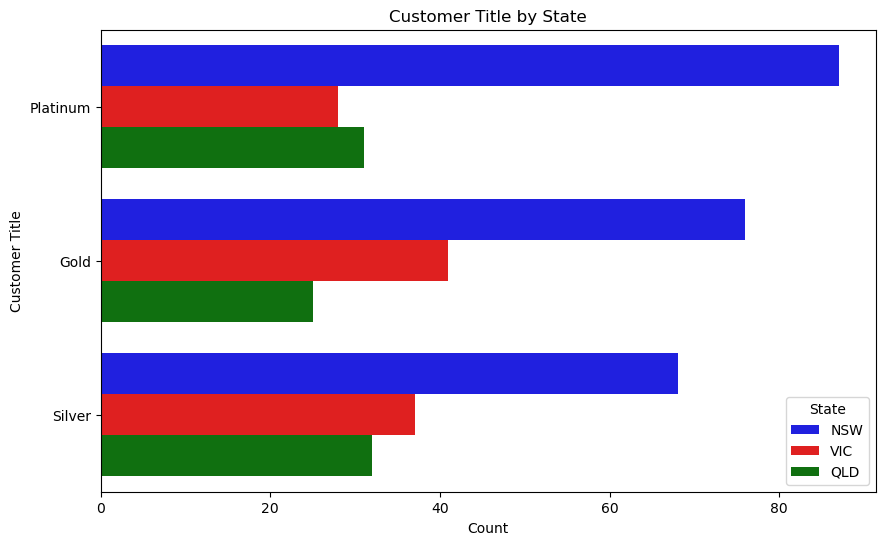 Customer Title by State
Customer Title
Platinum
Gold
Silver
0 20 40 60 80
Count
State
NSW
VIC
QLD